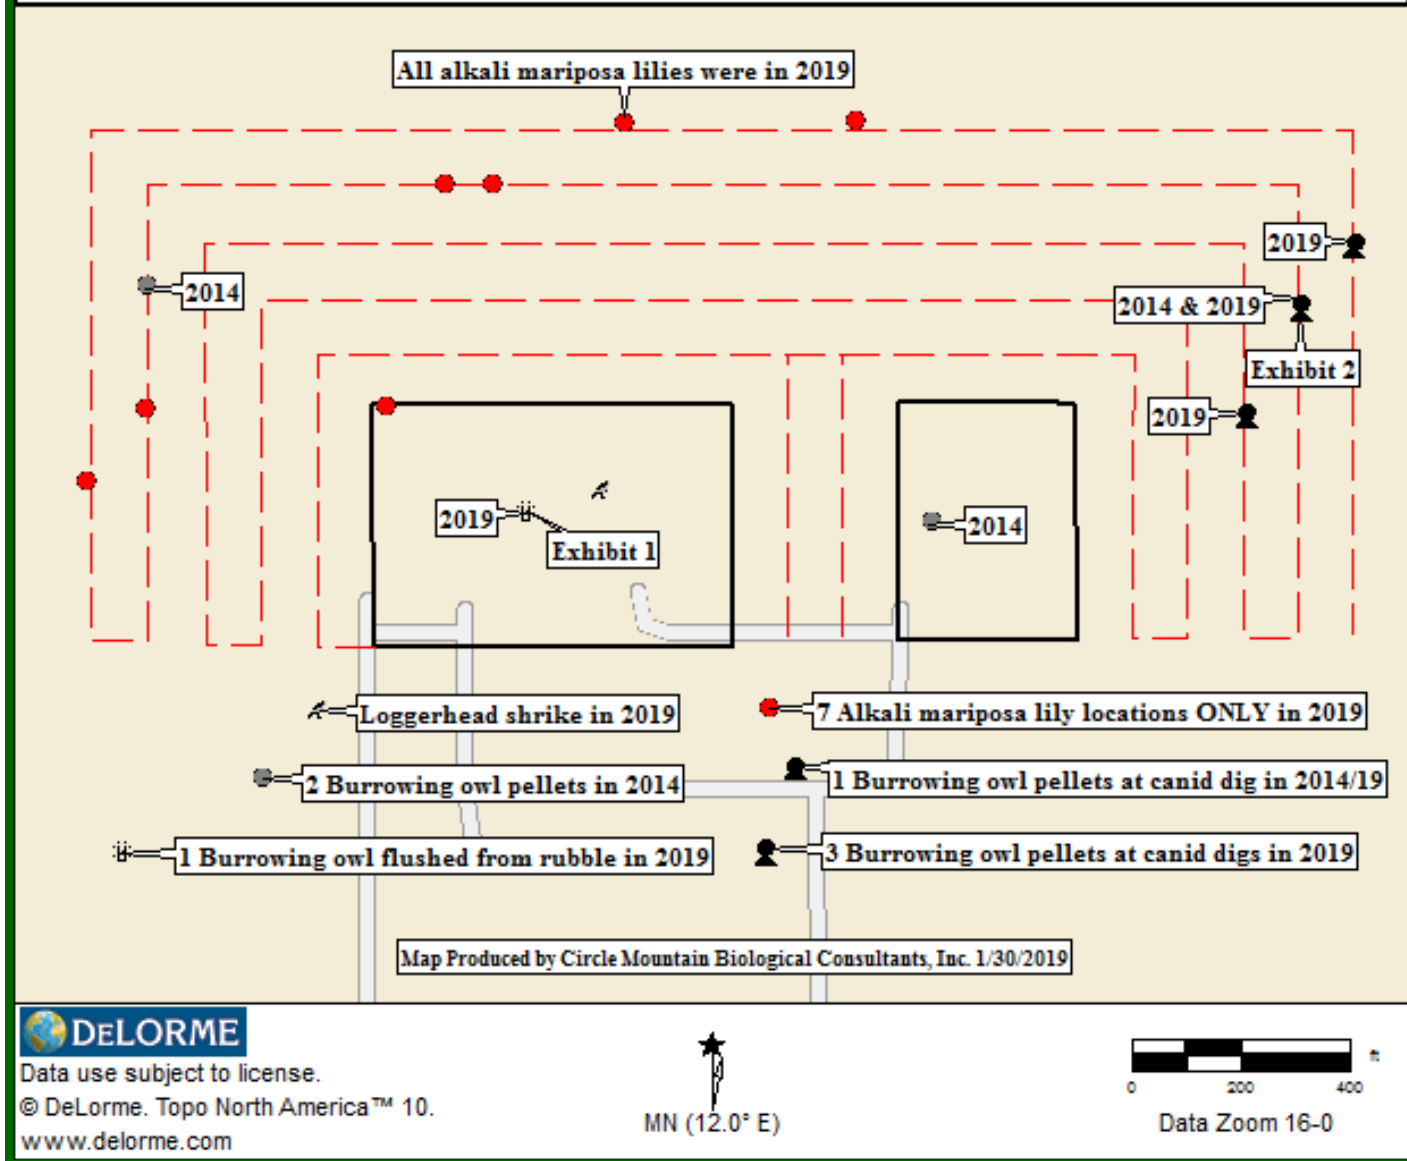 All alkali mariposa lilies were in 2019
2019
2014
2014 & 2019
Exhibit 2
2019
2019
Exhibit 1
2014
Loggerhead shrike in 2019
7 Alkali mariposa lily locations ONLY in 2019
2 Burrowing owl pellets in 2014
1 Burrowing owl pellets at canid dig in 2014/19
1 Burrowing owl flushed from rubble in 2019
3 Burrowing owl pellets at canid digs in 2019
Map Produced by Circle Mountain Biological Consultants, Inc. 1/30/2019
DELORME
Data use subject to license.
© DeLorme. Topo North America™ 10.
www.delorme.com
MN (12.0° E)
ft
0 200 400
Data Zoom 16-0